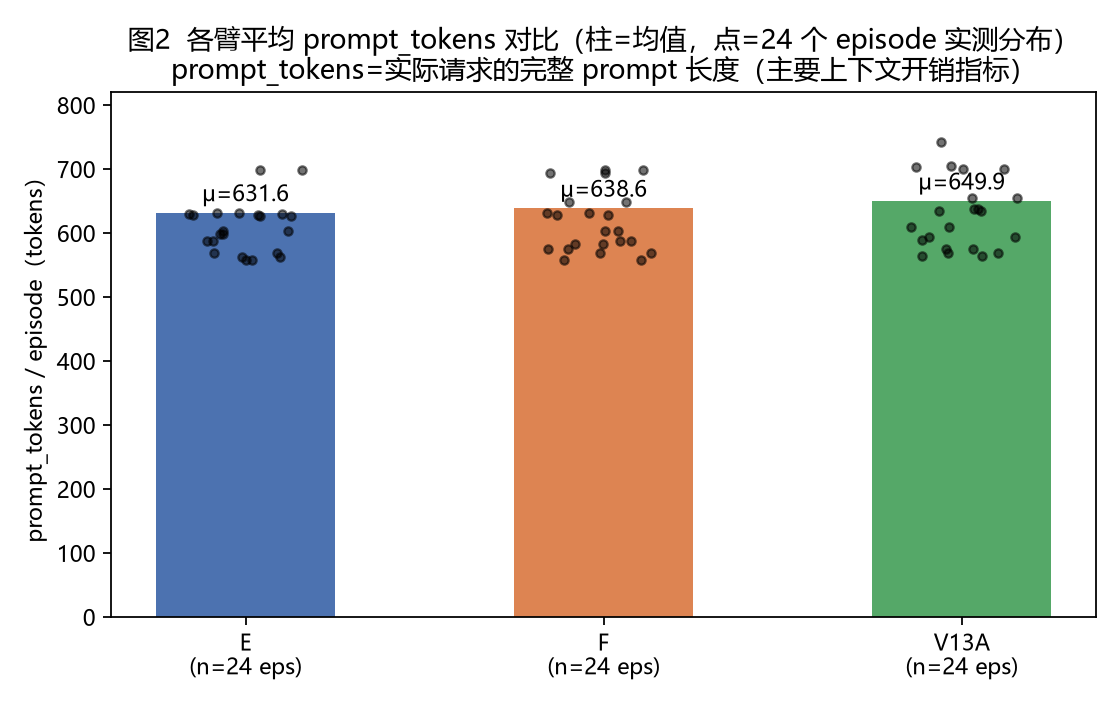 图2  各臂平均 prompt_tokens 对比（柱=均值，点=24 个 episode 实测分布）
prompt_tokens=实际请求的完整 prompt 长度（主要上下文开销指标）
prompt_tokens / episode（tokens）
800
700
600
500
400
300
200
100
0
μ=631.6
μ=638.6
μ=649.9
E
(n=24 eps)
F
(n=24 eps)
V13A
(n=24 eps)